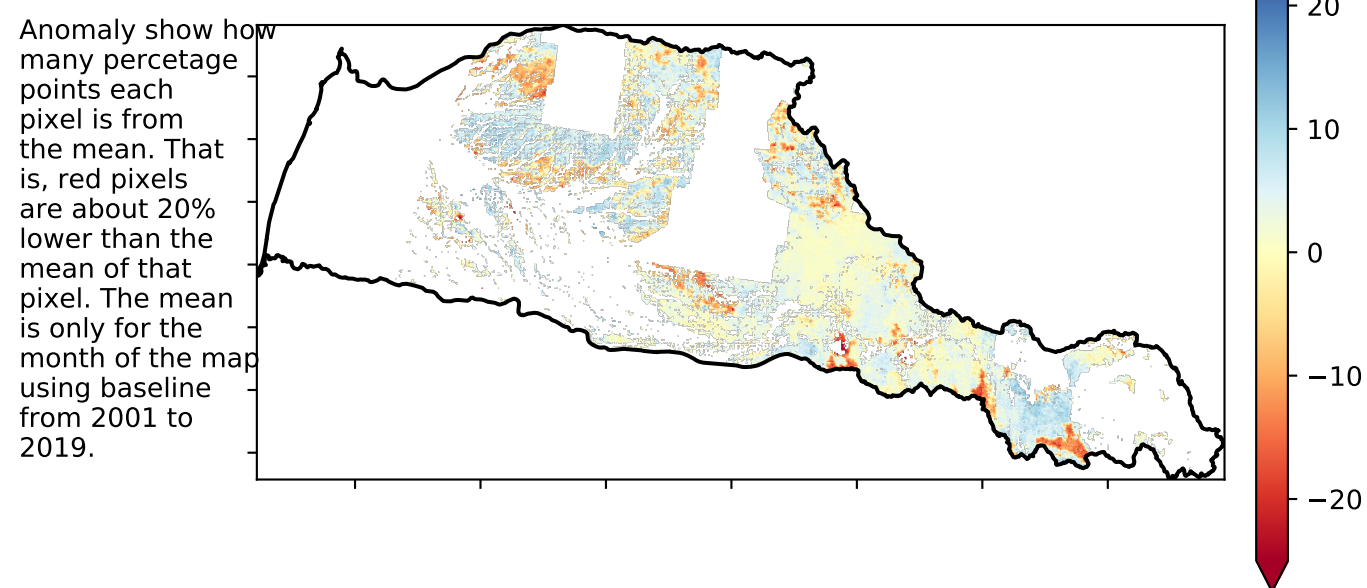 Anomaly show how
many percetage
points each
pixel is from
the mean. That
is, red pixels
are about 20%
lower than the
mean of that
pixel. The mean
is only for the
month of the map
using baseline
from 2001 to
2019.
20
10
0
−10
−20